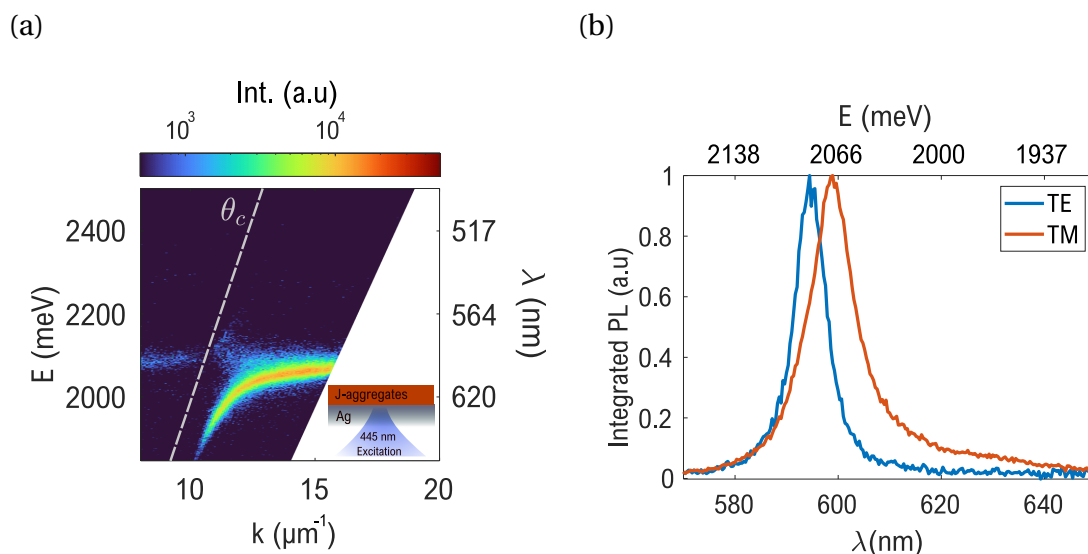 (a)
Int. (a.u)
10³ 10⁴
θc
2400
2200
2000
E (meV)
517
564
620
λ (nm)
J-aggregates
Ag
445 nm
Excitation
10 15 20
k (µm⁻¹)
(b)
E (meV)
2138 2066 2000 1937
1
0.8
0.6
0.4
0.2
0
Integrated PL (a.u)
TE
TM
580 600 620 640
λ(nm)